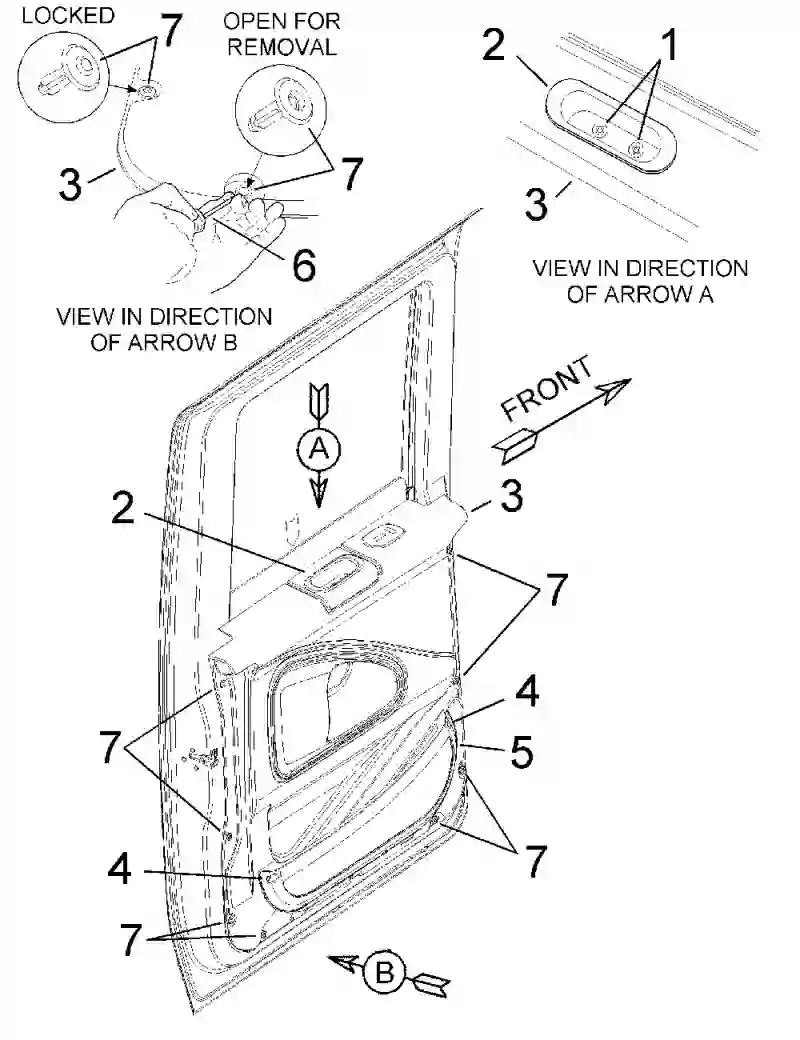 LOCKED
7
OPEN FOR
REMOVAL
2
1
3
7
3
6
VIEW IN DIRECTION
OF ARROW A
VIEW IN DIRECTION
OF ARROW B
FRONT
A
2
3
7
4
7
5
4
7
7
B